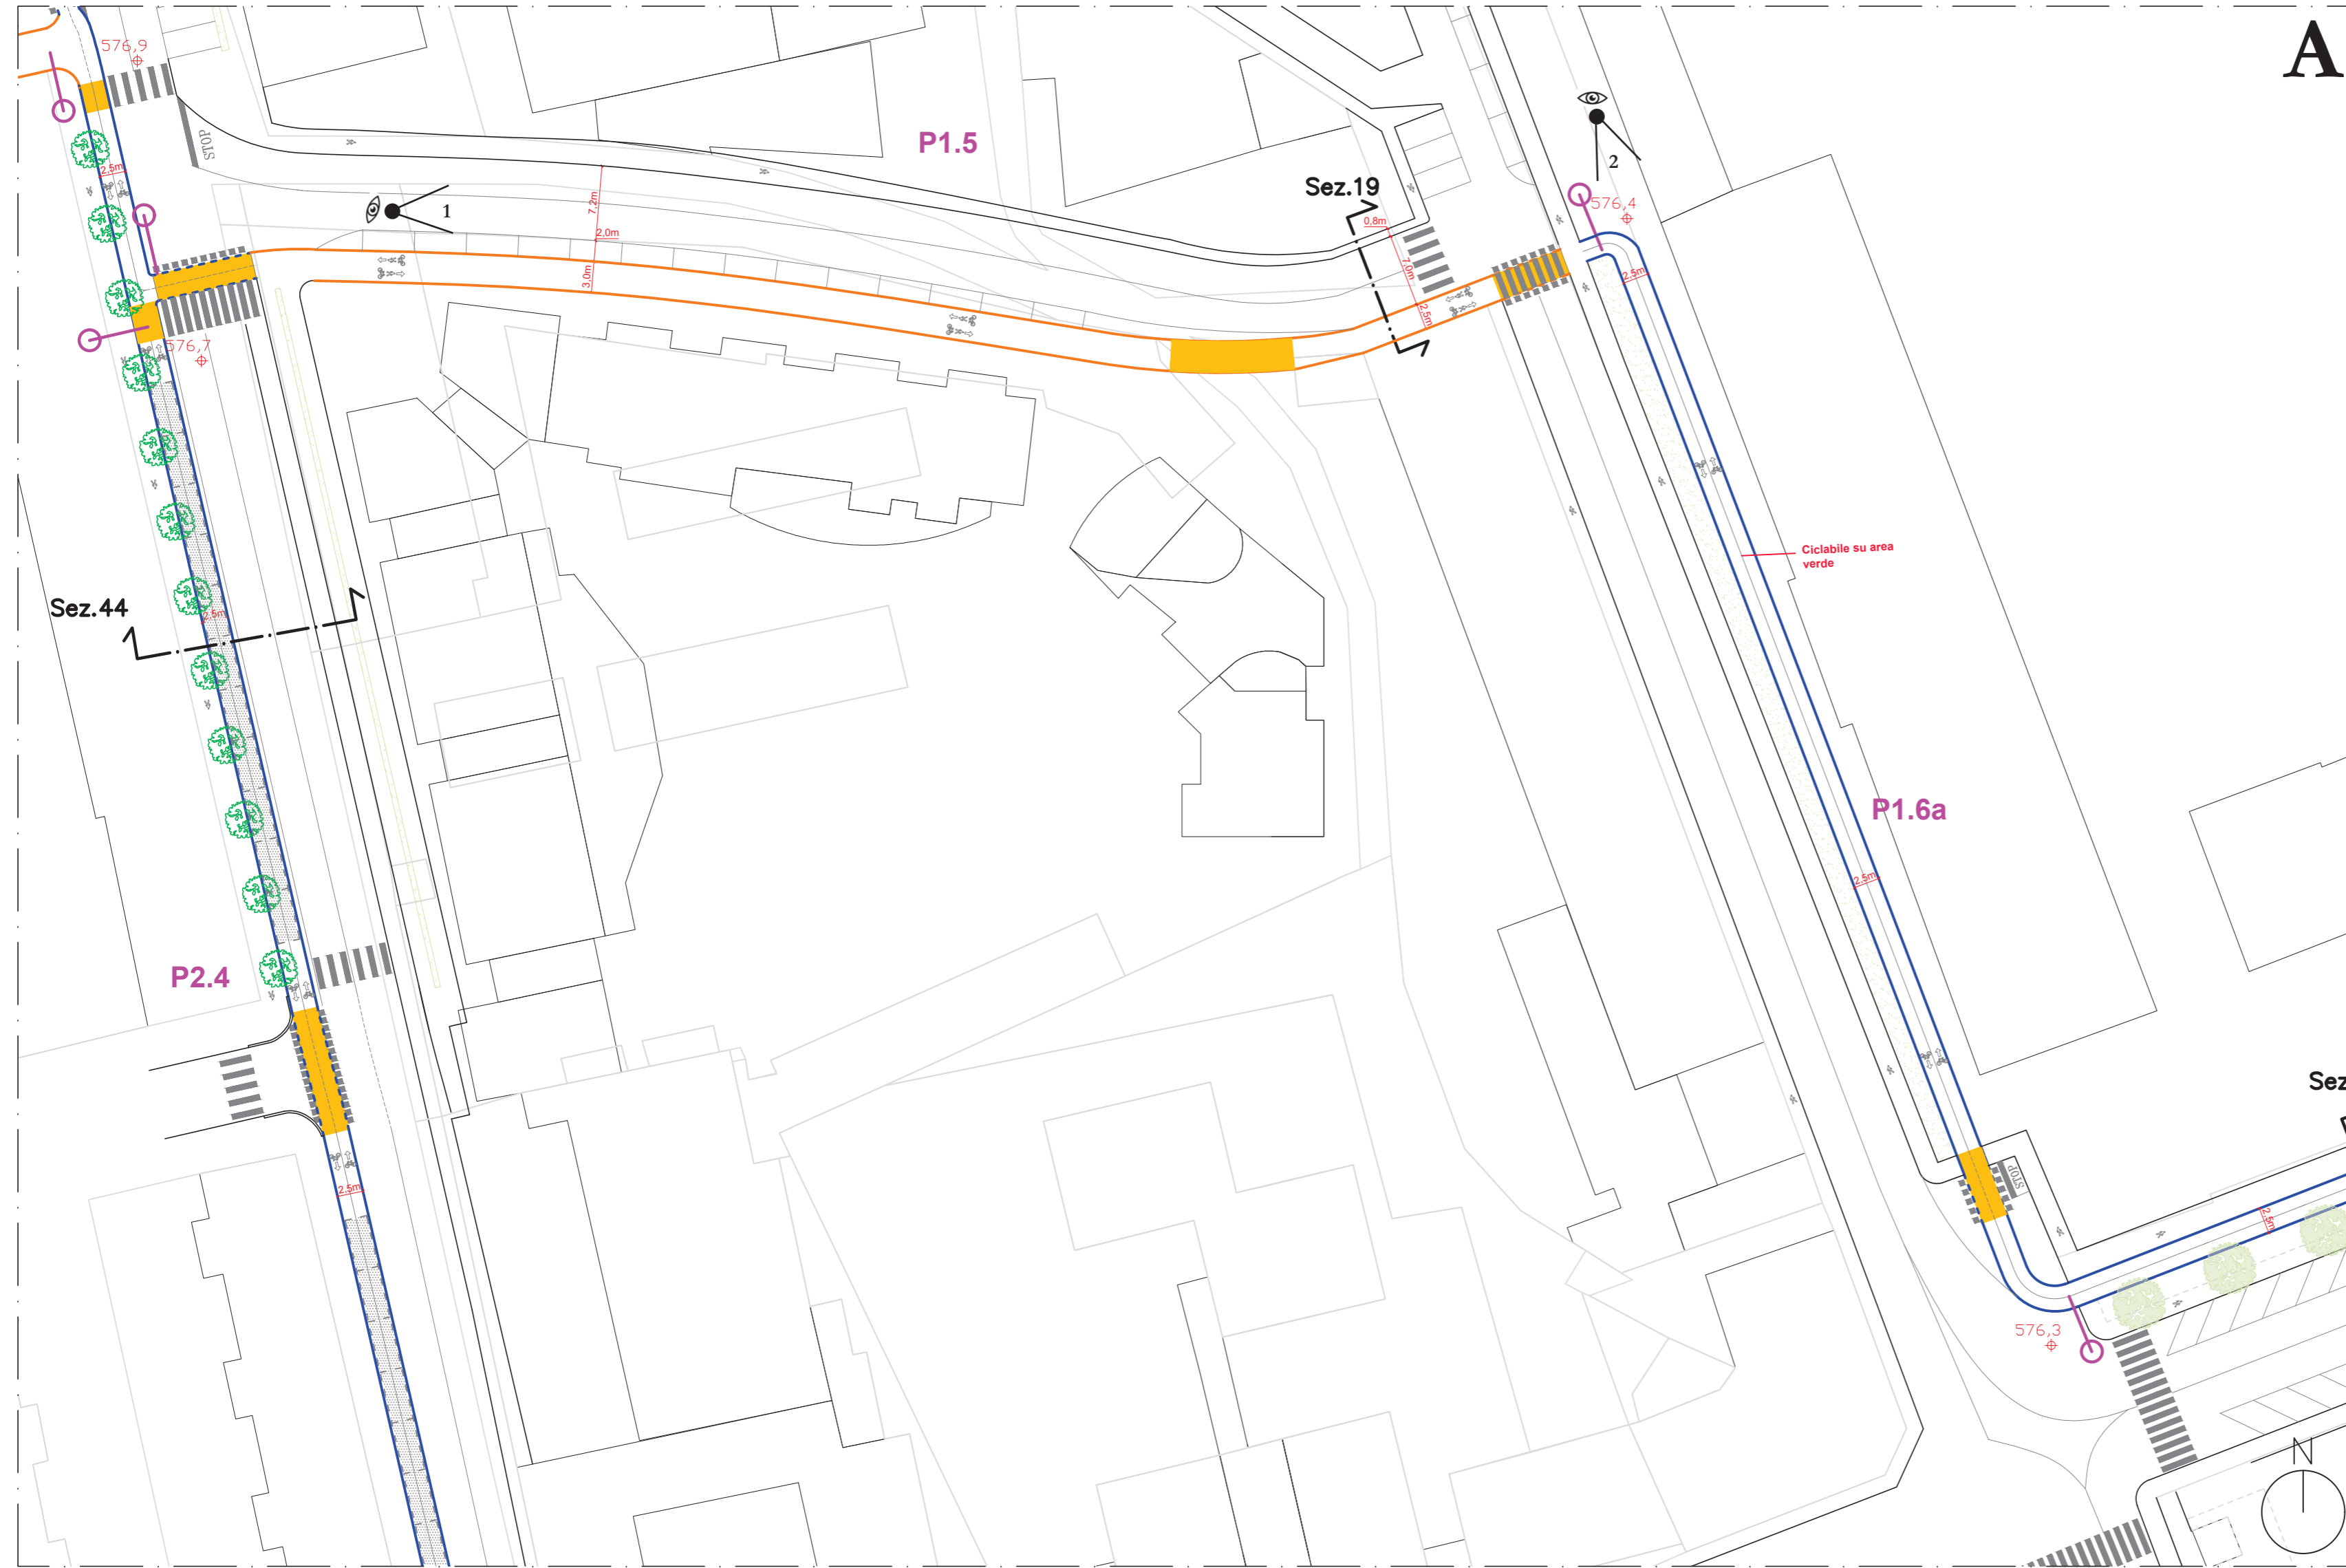 A
576,9
STOP
P1.5
2
2,5m
Sez.19
576,4
1
7,2m
0,8m
2,0m
7,0m
3,0m
2,5m
2,5m
576,7
Ciclabile su area
verde
Sez.44
2,5m
P1.6a
2,5m
P2.4
Sez
STOP
2,5m
2,5m
576,3
N